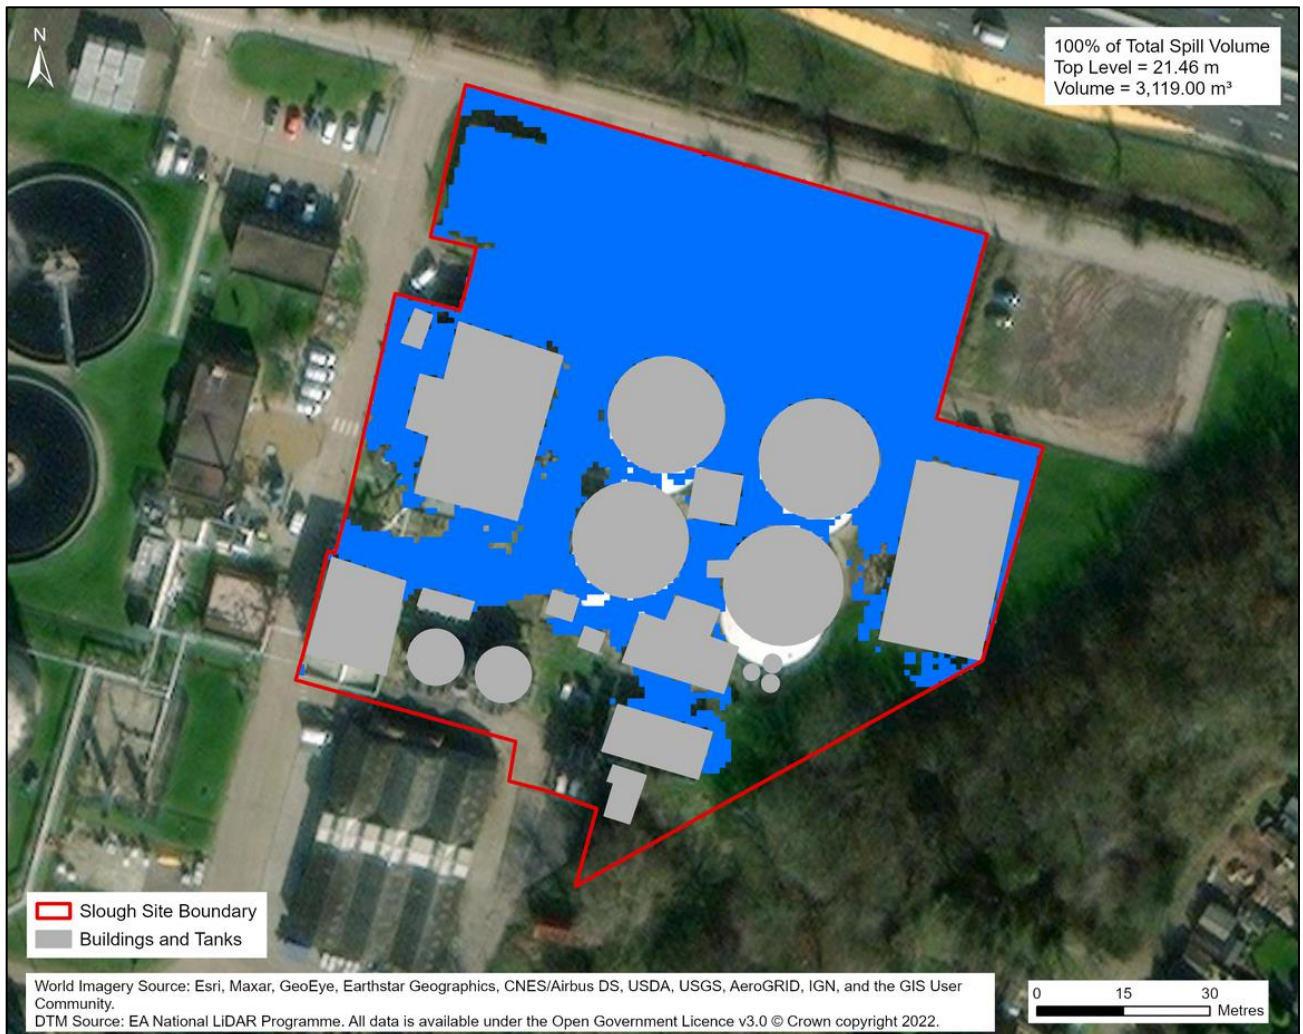 N
100% of Total Spill Volume
Top Level = 21.46 m
Volume = 3,119.00 m³
Slough Site Boundary
Buildings and Tanks
World Imagery Source: Esri, Maxar, GeoEye, Earthstar Geographics, CNES/Airbus DS, USDA, USGS, AeroGRID, IGN, and the GIS User
Community.
DTM Source: EA National LiDAR Programme. All data is available under the Open Government Licence v3.0 © Crown copyright 2022.
0 15 30
Metres